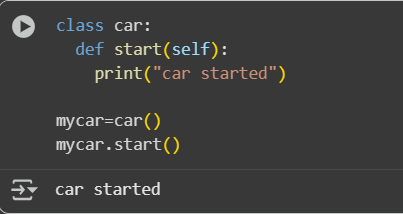 class car:
  def start(self):
    print("car started")

mycar=car()
mycar.start()
car started